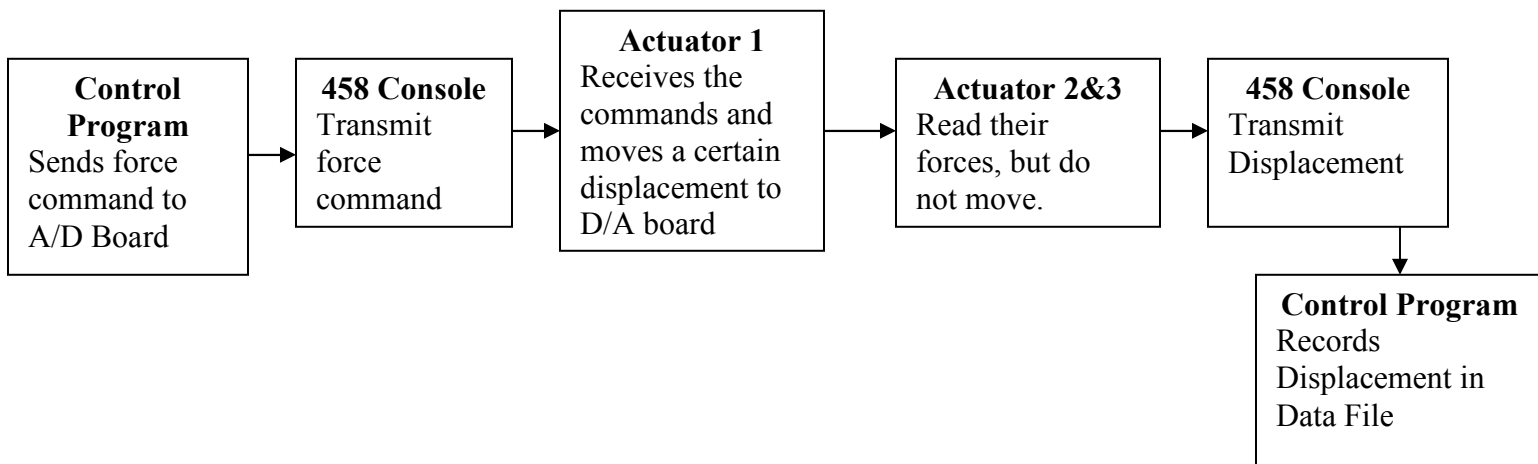 Control
Program
Sends force
command to
A/D Board
458 Console
Transmit
force
command
Actuator 1
Receives the
commands and
moves a certain
displacement to
D/A board
Actuator 2&3
Read their
forces, but do
not move.
458 Console
Transmit
Displacement
Control Program
Records
Displacement in
Data File